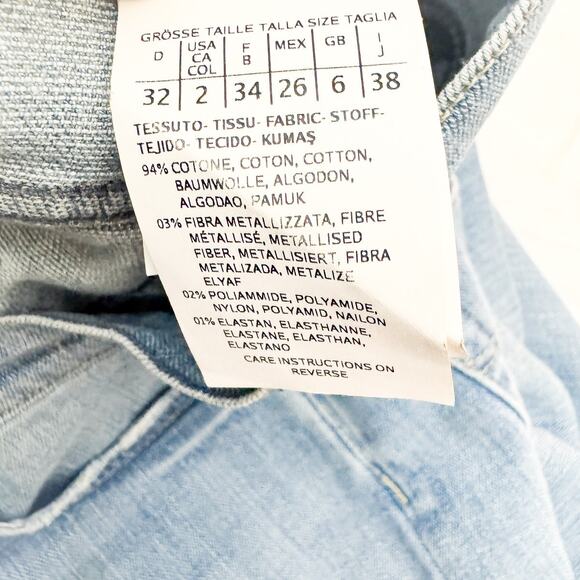 GRÖSSE TAILLE TALLA SIZE TAGLIA
D USA CA COL F B MEX GB I J
32 2 34 26 6 38
TESSUTO- TISSU- FABRIC- STOFF-
TEJIDO- TECIDO- KUMAŞ
94% COTONE, COTON, COTTON,
BAUMWOLLE, ALGODON,
ALGODAO, PAMUK
03% FIBRA METALLIZZATA, FIBRE
MÉTALLISÉ, METALLISED
FIBER, METALLISIERT, FIBRA
METALIZADA, METALIZE
ELYAF
02% POLIAMMIDE, POLYAMIDE,
NYLON, POLYAMID, NAILON
01% ELASTAN, ELASTHANNE,
ELASTANE, ELASTHAN,
ELASTANO
CARE INSTRUCTIONS ON
REVERSE